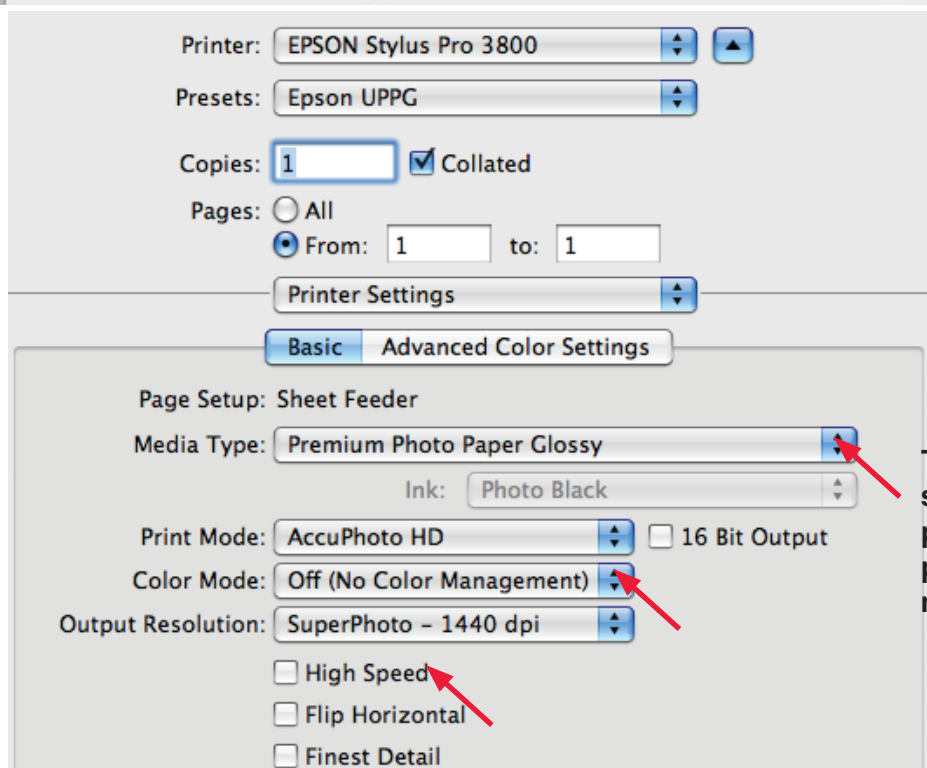 Printer: EPSON Stylus Pro 3800
Presets: Epson UPPG
Copies: 1 Collated
Pages: All
From: 1 to: 1
Printer Settings
Basic Advanced Color Settings
Page Setup: Sheet Feeder
Media Type: Premium Photo Paper Glossy
Ink: Photo Black
Print Mode: AccuPhoto HD 16 Bit Output
Color Mode: Off (No Color Management)
Output Resolution: SuperPhoto – 1440 dpi
High Speed
Flip Horizontal
Finest Detail